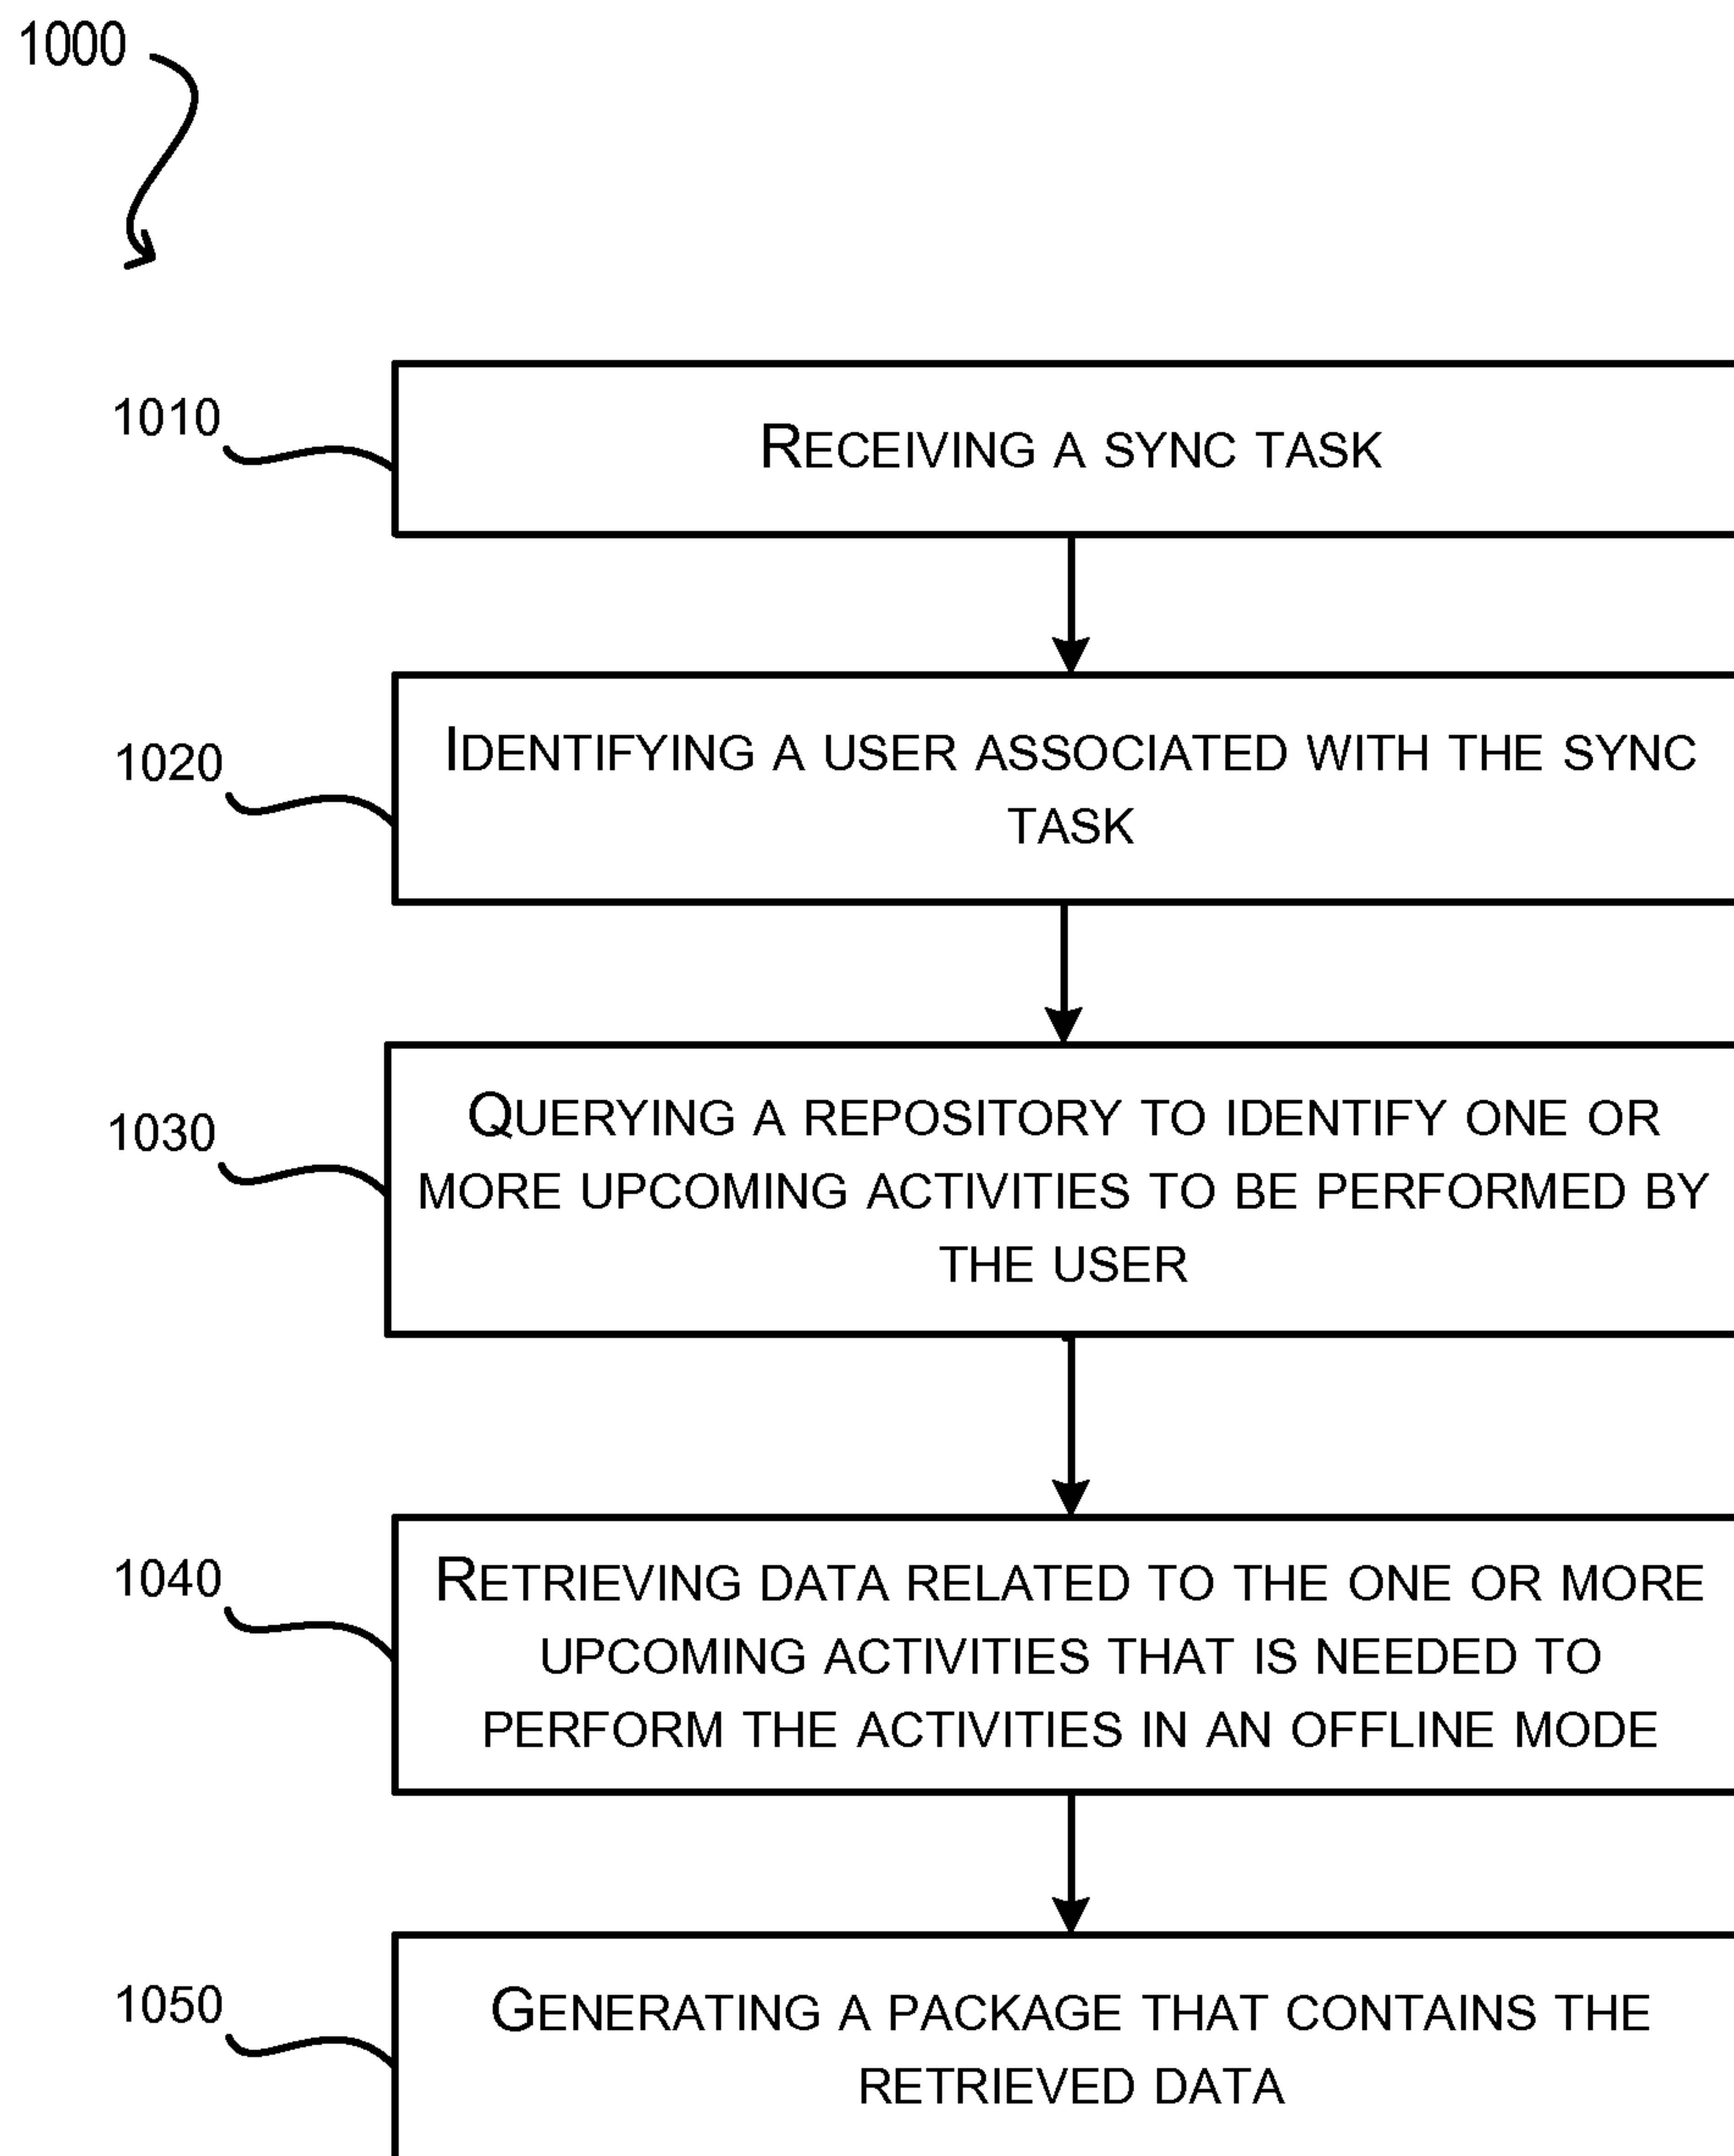 1000
1010
RECEIVING A SYNC TASK
1020
IDENTIFYING A USER ASSOCIATED WITH THE SYNC
TASK
1030
QUERYING A REPOSITORY TO IDENTIFY ONE OR
MORE UPCOMING ACTIVITIES TO BE PERFORMED BY
THE USER
1040
RETRIEVING DATA RELATED TO THE ONE OR MORE
UPCOMING ACTIVITIES THAT IS NEEDED TO
PERFORM THE ACTIVITIES IN AN OFFLINE MODE
1050
GENERATING A PACKAGE THAT CONTAINS THE
RETRIEVED DATA